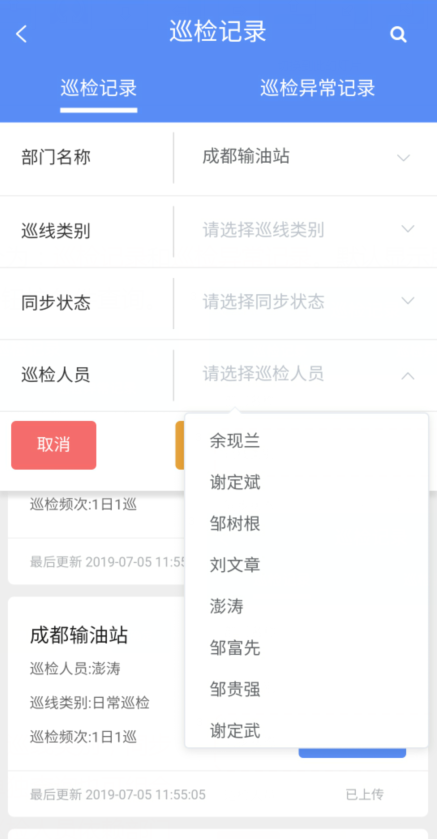 巡检记录
巡检记录 巡检异常记录
部门名称 成都输油站
巡线类别 请选择巡线类别
同步状态 请选择同步状态
巡检人员 请选择巡检人员
取消
余现兰
谢定斌
邹树根
刘文章
澎涛
邹富先
邹贵强
谢定武
巡检频次:1日1巡
最后更新 2019-07-05 11:55
成都输油站
巡检人员:澎涛
巡线类别:日常巡检
巡检频次:1日1巡
最后更新 2019-07-05 11:55:05 已上传